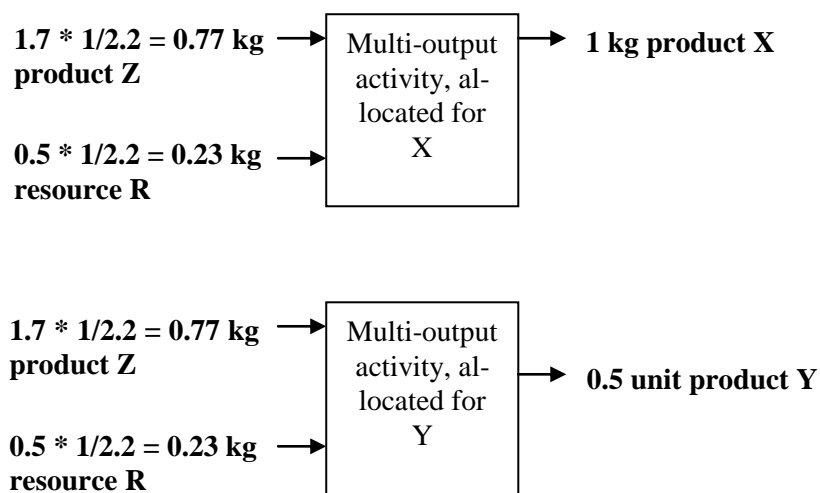 1.7 * 1/2.2 = 0.77 kg
product Z
0.5 * 1/2.2 = 0.23 kg
resource R
Multi-output
activity, al-
located for
X
1 kg product X
1.7 * 1/2.2 = 0.77 kg
product Z
0.5 * 1/2.2 = 0.23 kg
resource R
Multi-output
activity, al-
located for
Y
0.5 unit product Y